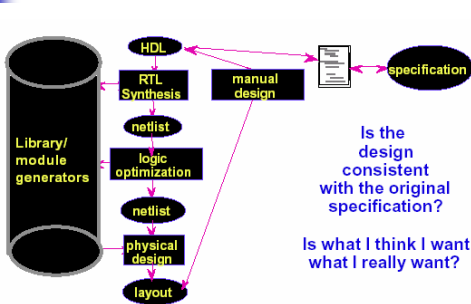 HDL
RTL
Synthesis
manual
design
specification
netlist
Library/
module
generators
logic
optimization
netlist
physical
design
layout
Is the
design
consistent
with the original
specification?
Is what I think I want
what I really want?